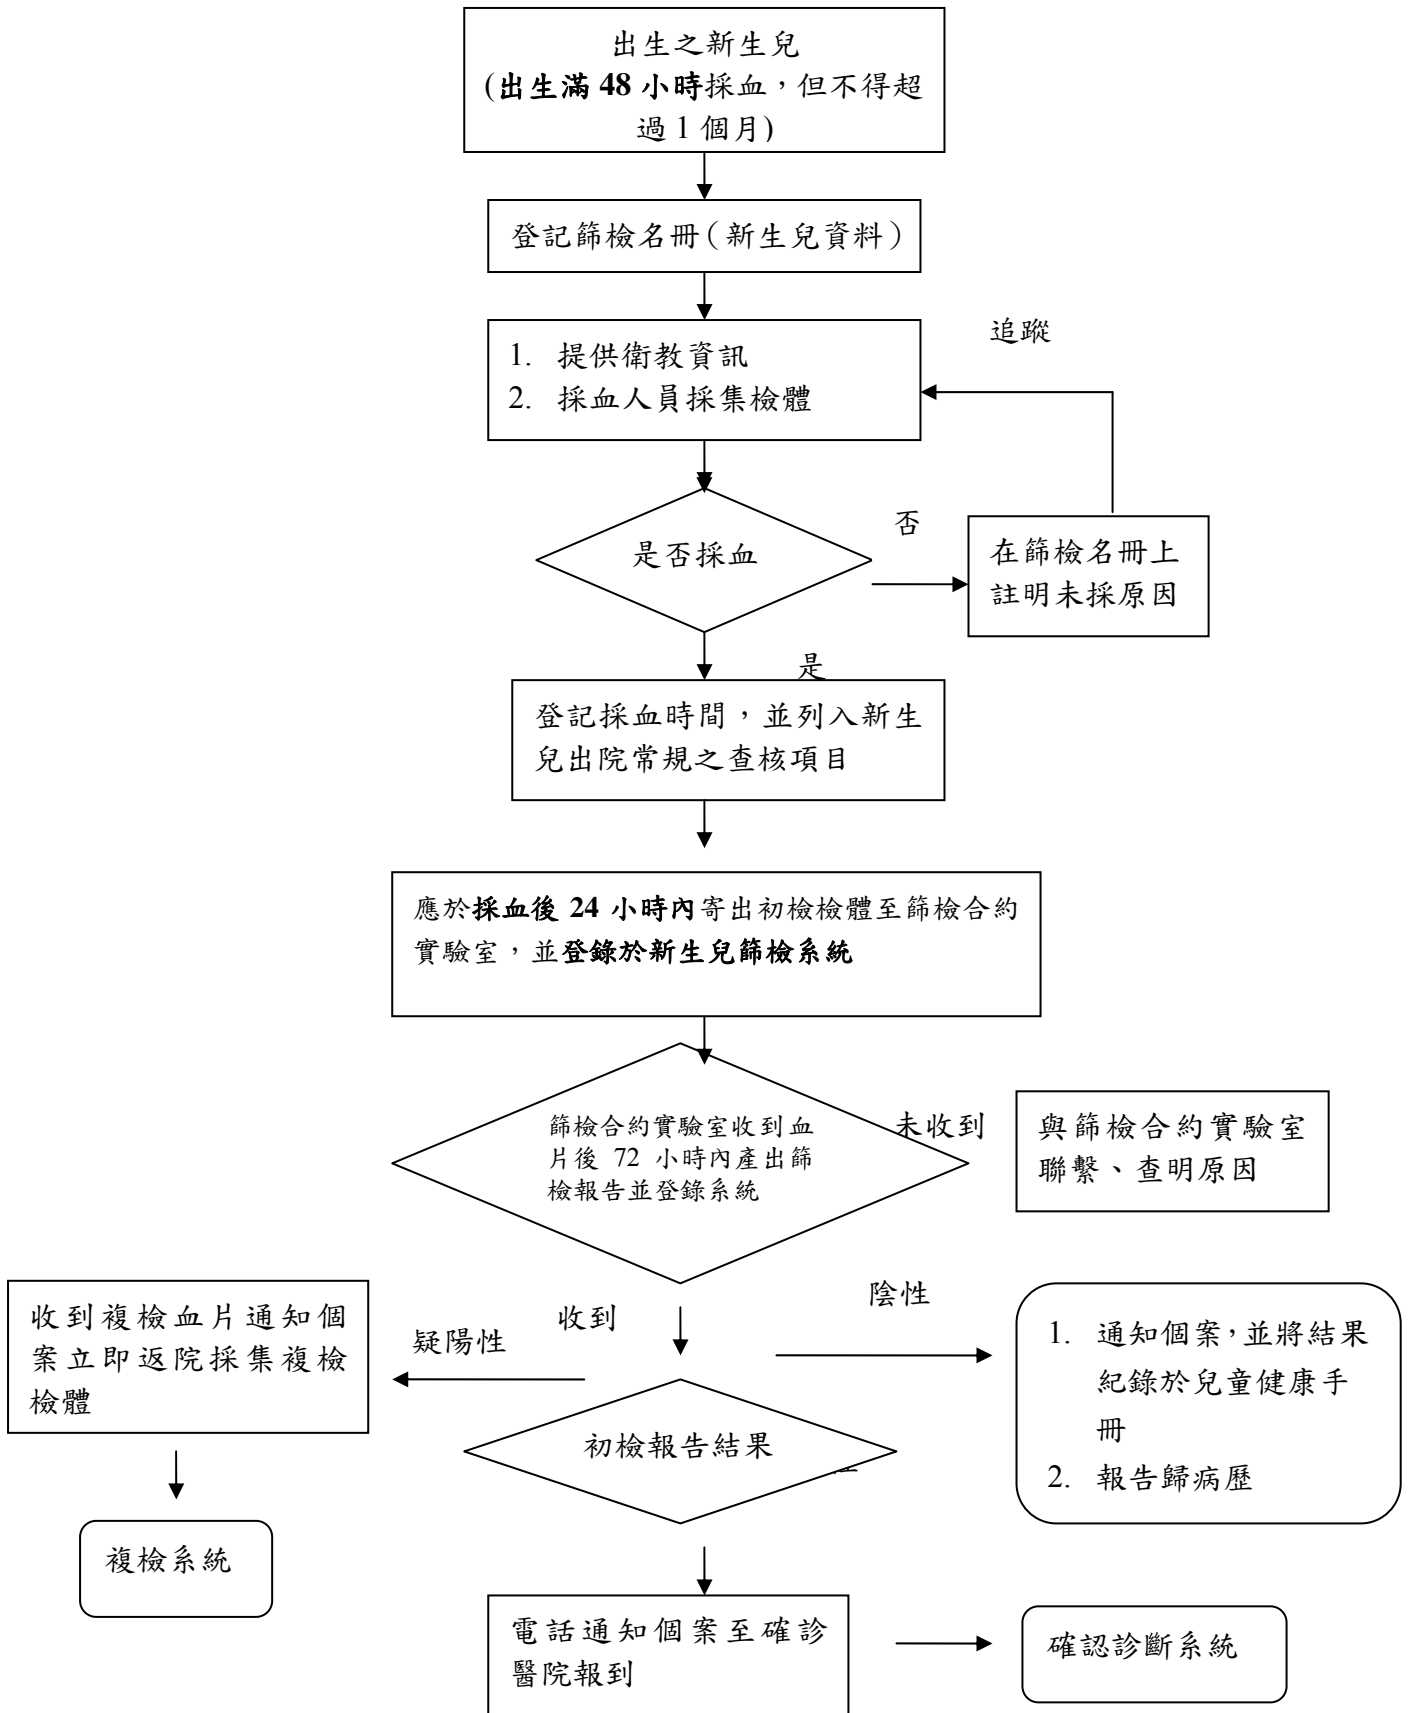 出生之新生兒
(出生滿 48 小時採血，但不得超
過 1 個月)
登記篩檢名冊（新生兒資料）
追蹤
1. 提供衛教資訊
2. 採血人員採集檢體
否
是否採血
在篩檢名冊上
註明未採原因
是
登記採血時間，並列入新生
兒出院常規之查核項目
應於採血後 24 小時內寄出初檢檢體至篩檢合約
實驗室，並登錄於新生兒篩檢系統
篩檢合約實驗室收到血
片後 72 小時內產出篩
檢報告並登錄系統
未收到
與篩檢合約實驗室
聯繫、查明原因
收到
陰性
疑陽性
收到複檢血片通知個
案立即返院採集複檢
檢體
1. 通知個案，並將結果
紀錄於兒童健康手
冊
2. 報告歸病歷
初檢報告結果
複檢系統
電話通知個案至確診
醫院報到
確認診斷系統